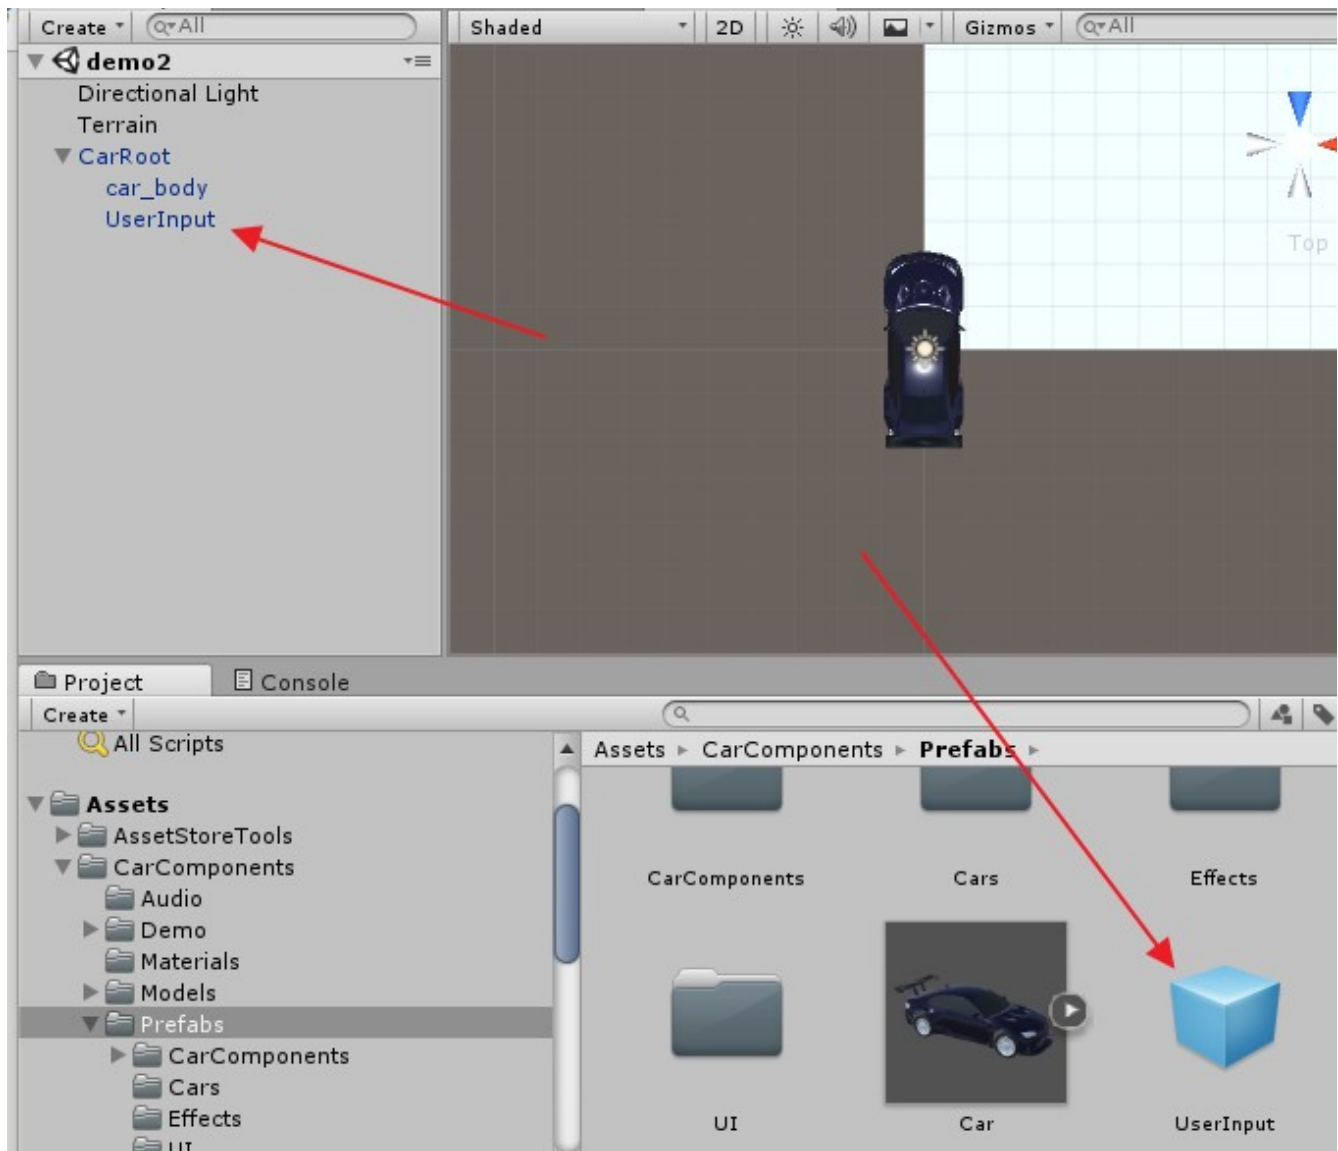 Create All
demo2
Directional Light
Terrain
CarRoot
car_body
UserInput
Shaded 2D Gizmos All
Top
Project Console
Create
All Scripts
Assets
AssetStoreTools
CarComponents
Audio
Demo
Materials
Models
Prefabs
CarComponents
Cars
Effects
UI
Assets CarComponents Prefabs
CarComponents Cars Effects
UI Car UserInput